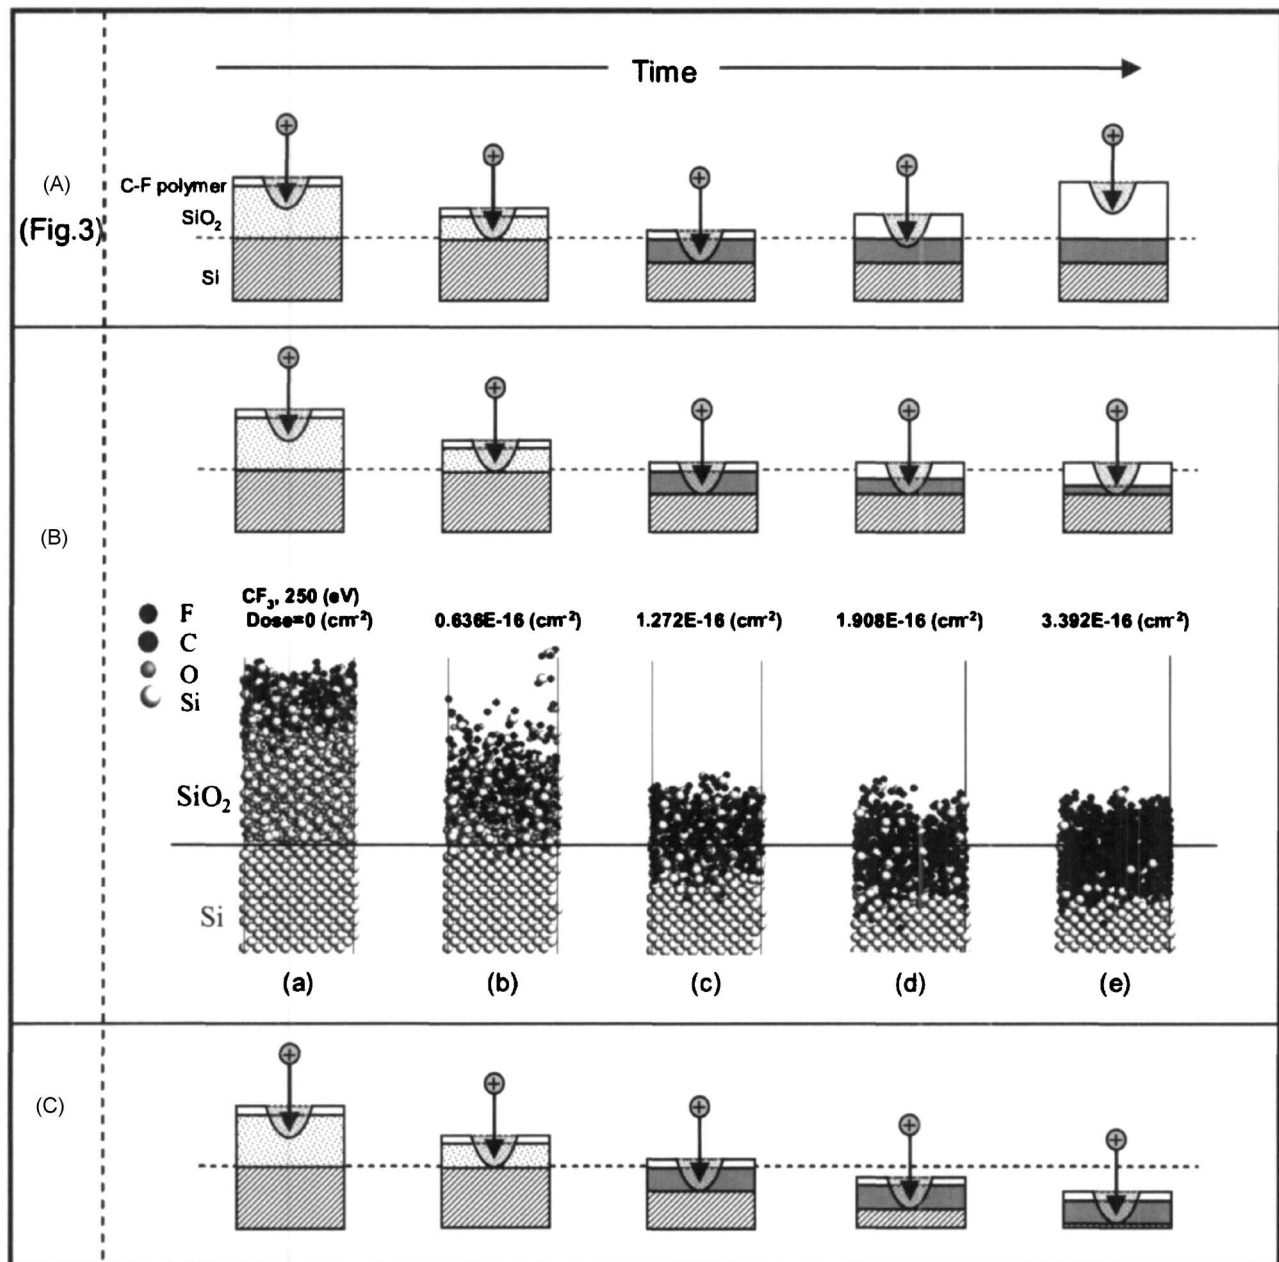 Time
(A)
(Fig.3)
C-F polymer
SiO₂
Si
(B)
F
C
O
Si
CF₃, 250 (eV)
Dose=0 (cm⁻²)
0.636E-16 (cm⁻²)
1.272E-16 (cm⁻²)
1.908E-16 (cm⁻²)
3.392E-16 (cm⁻²)
SiO₂
Si
(a)
(b)
(c)
(d)
(e)
(C)